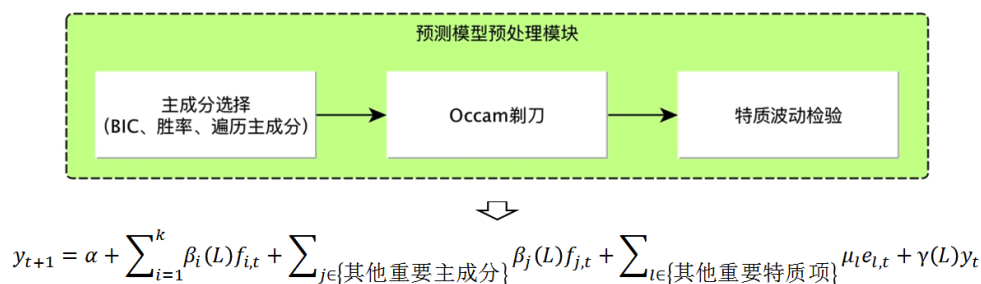 预测模型预处理模块
主成分选择
（BIC、胜率、遍历主成分）
Occam剃刀
特质波动检验
y_{t+1} = α + ∑_{i=1}^{k} β_i(L)f_{i,t} + ∑_{j∈{其他重要主成分}} β_j(L)f_{j,t} + ∑_{l∈{其他重要特质项}} μ_l e_{l,t} + γ(L)y_t